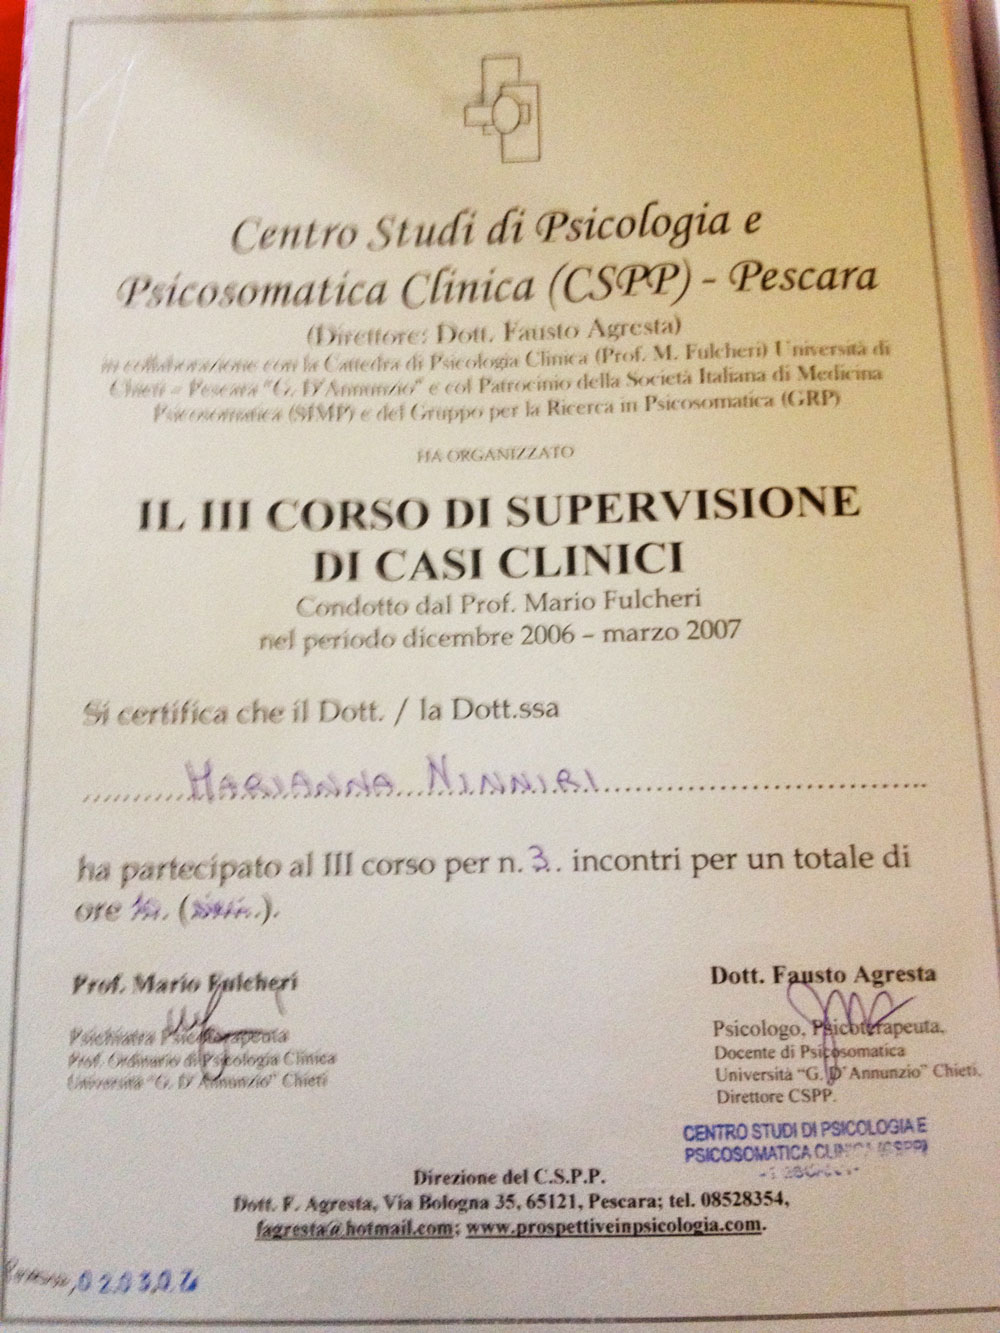 Centro Studi di Psicologia e
Psicosomatica Clinica (CSPP) - Pescara
(Direttore: Dott. Fausto Agresta)
in collaborazione con la Cattedra di Psicologia Clinica (Prof. M. Fulcheri) Università di
Chieti – Pescara "G. D'Annunzio" e col Patrocinio della Società Italiana di Medicina
Psicosomatica (SIMP) e del Gruppo per la Ricerca in Psicosomatica (GRP)
HA ORGANIZZATO
IL III CORSO DI SUPERVISIONE
DI CASI CLINICI
Condotto dal Prof. Mario Fulcheri
nel periodo dicembre 2006 – marzo 2007
Si certifica che il Dott. / la Dott.ssa
MARIANNA NINNIRI
ha partecipato al III corso per n. 3. incontri per un totale di
ore
Prof. Mario Fulcheri
Dott. Fausto Agresta
Psichiatra Psicoterapeuta
Prof. Ordinario di Psicologia Clinica
Università "G. D'Annunzio" Chieti
Psicologo, Psicoterapeuta,
Docente di Psicosomatica
Università "G. D'Annunzio" Chieti,
Direttore CSPP.
CENTRO STUDI DI PSICOLOGIA E
PSICOSOMATICA CLINICA (CSPP)
Direzione del C.S.P.P.
Dott. F. Agresta, Via Bologna 35, 65121, Pescara; tel. 08528354,
fagresta@hotmail.com; www.prospettiveinpsicologia.com.